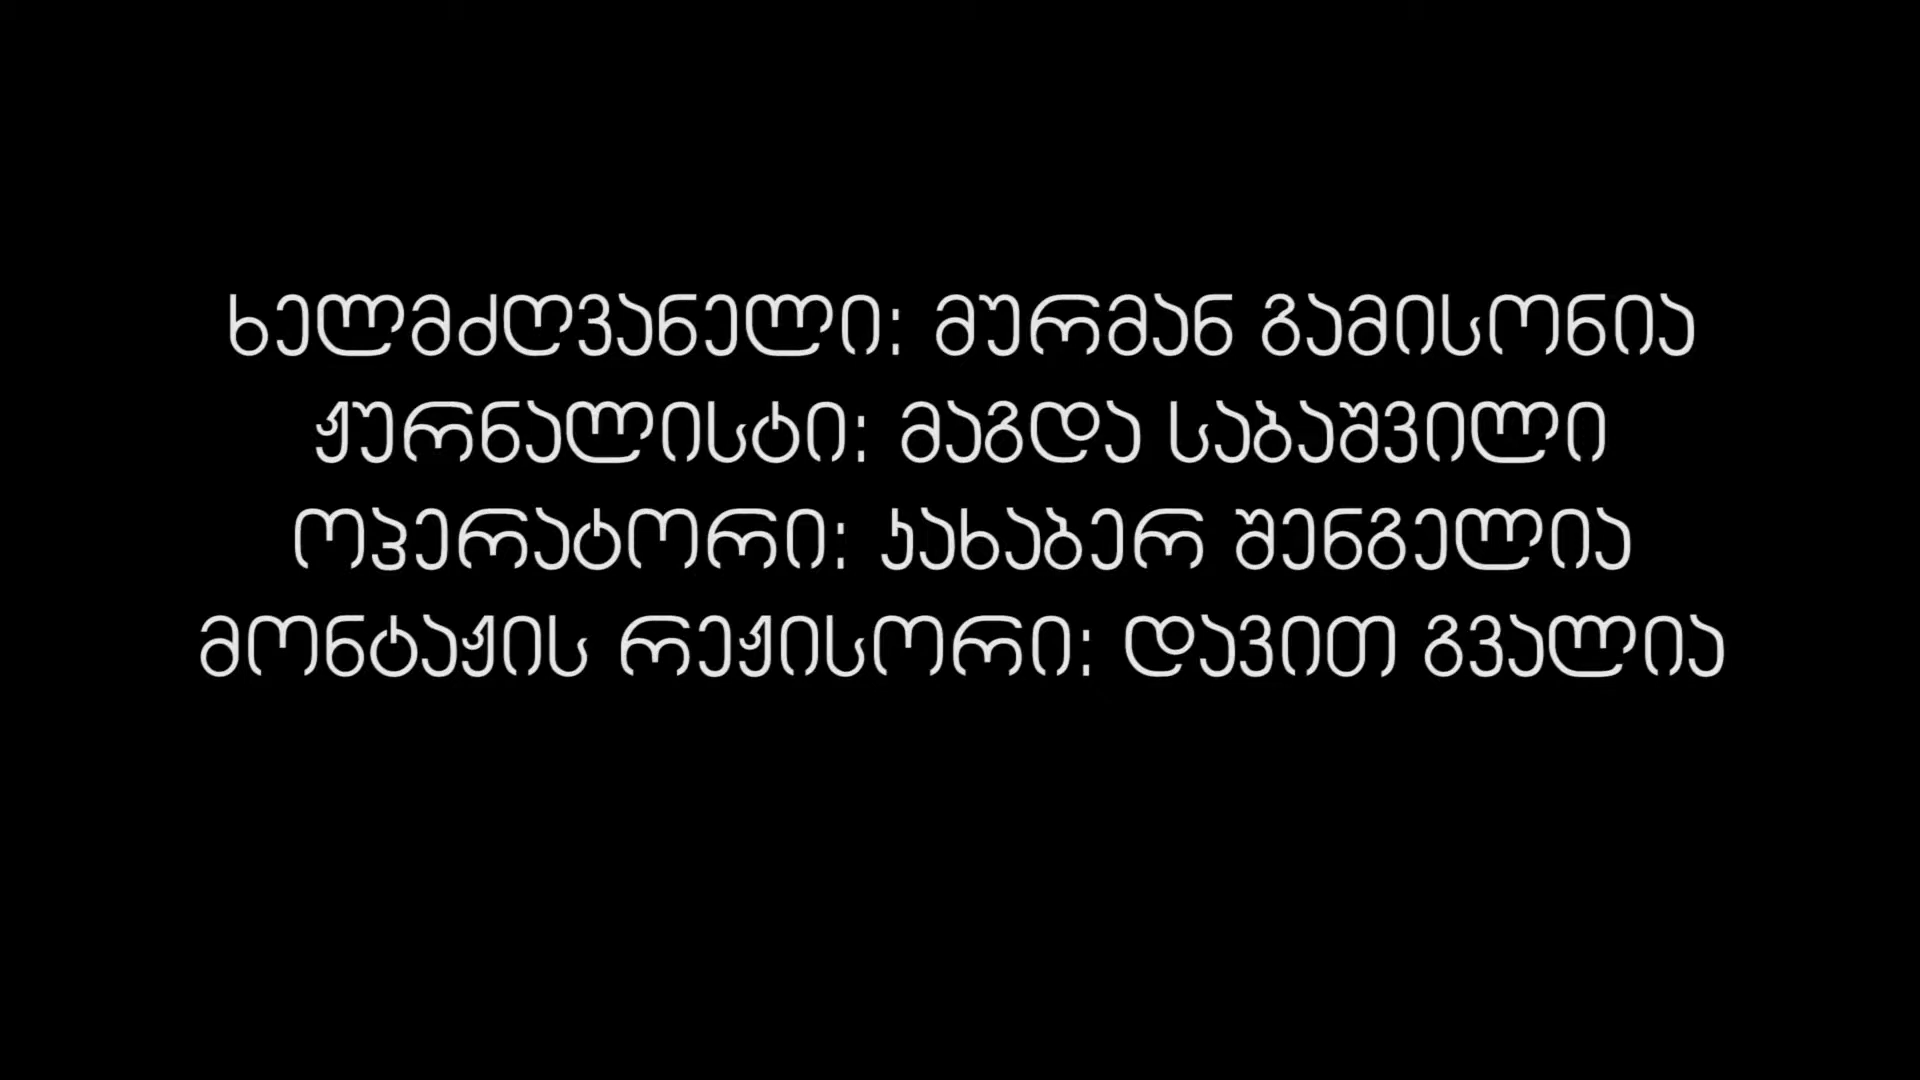 ხელმძღვანელი: მურმან გამისონია
ჟურნალისტი: მაგდა საბაშვილი
ოპერატორი: კახაბერ შენგელია
მონტაჟის რეჟისორი: დავით გვალია